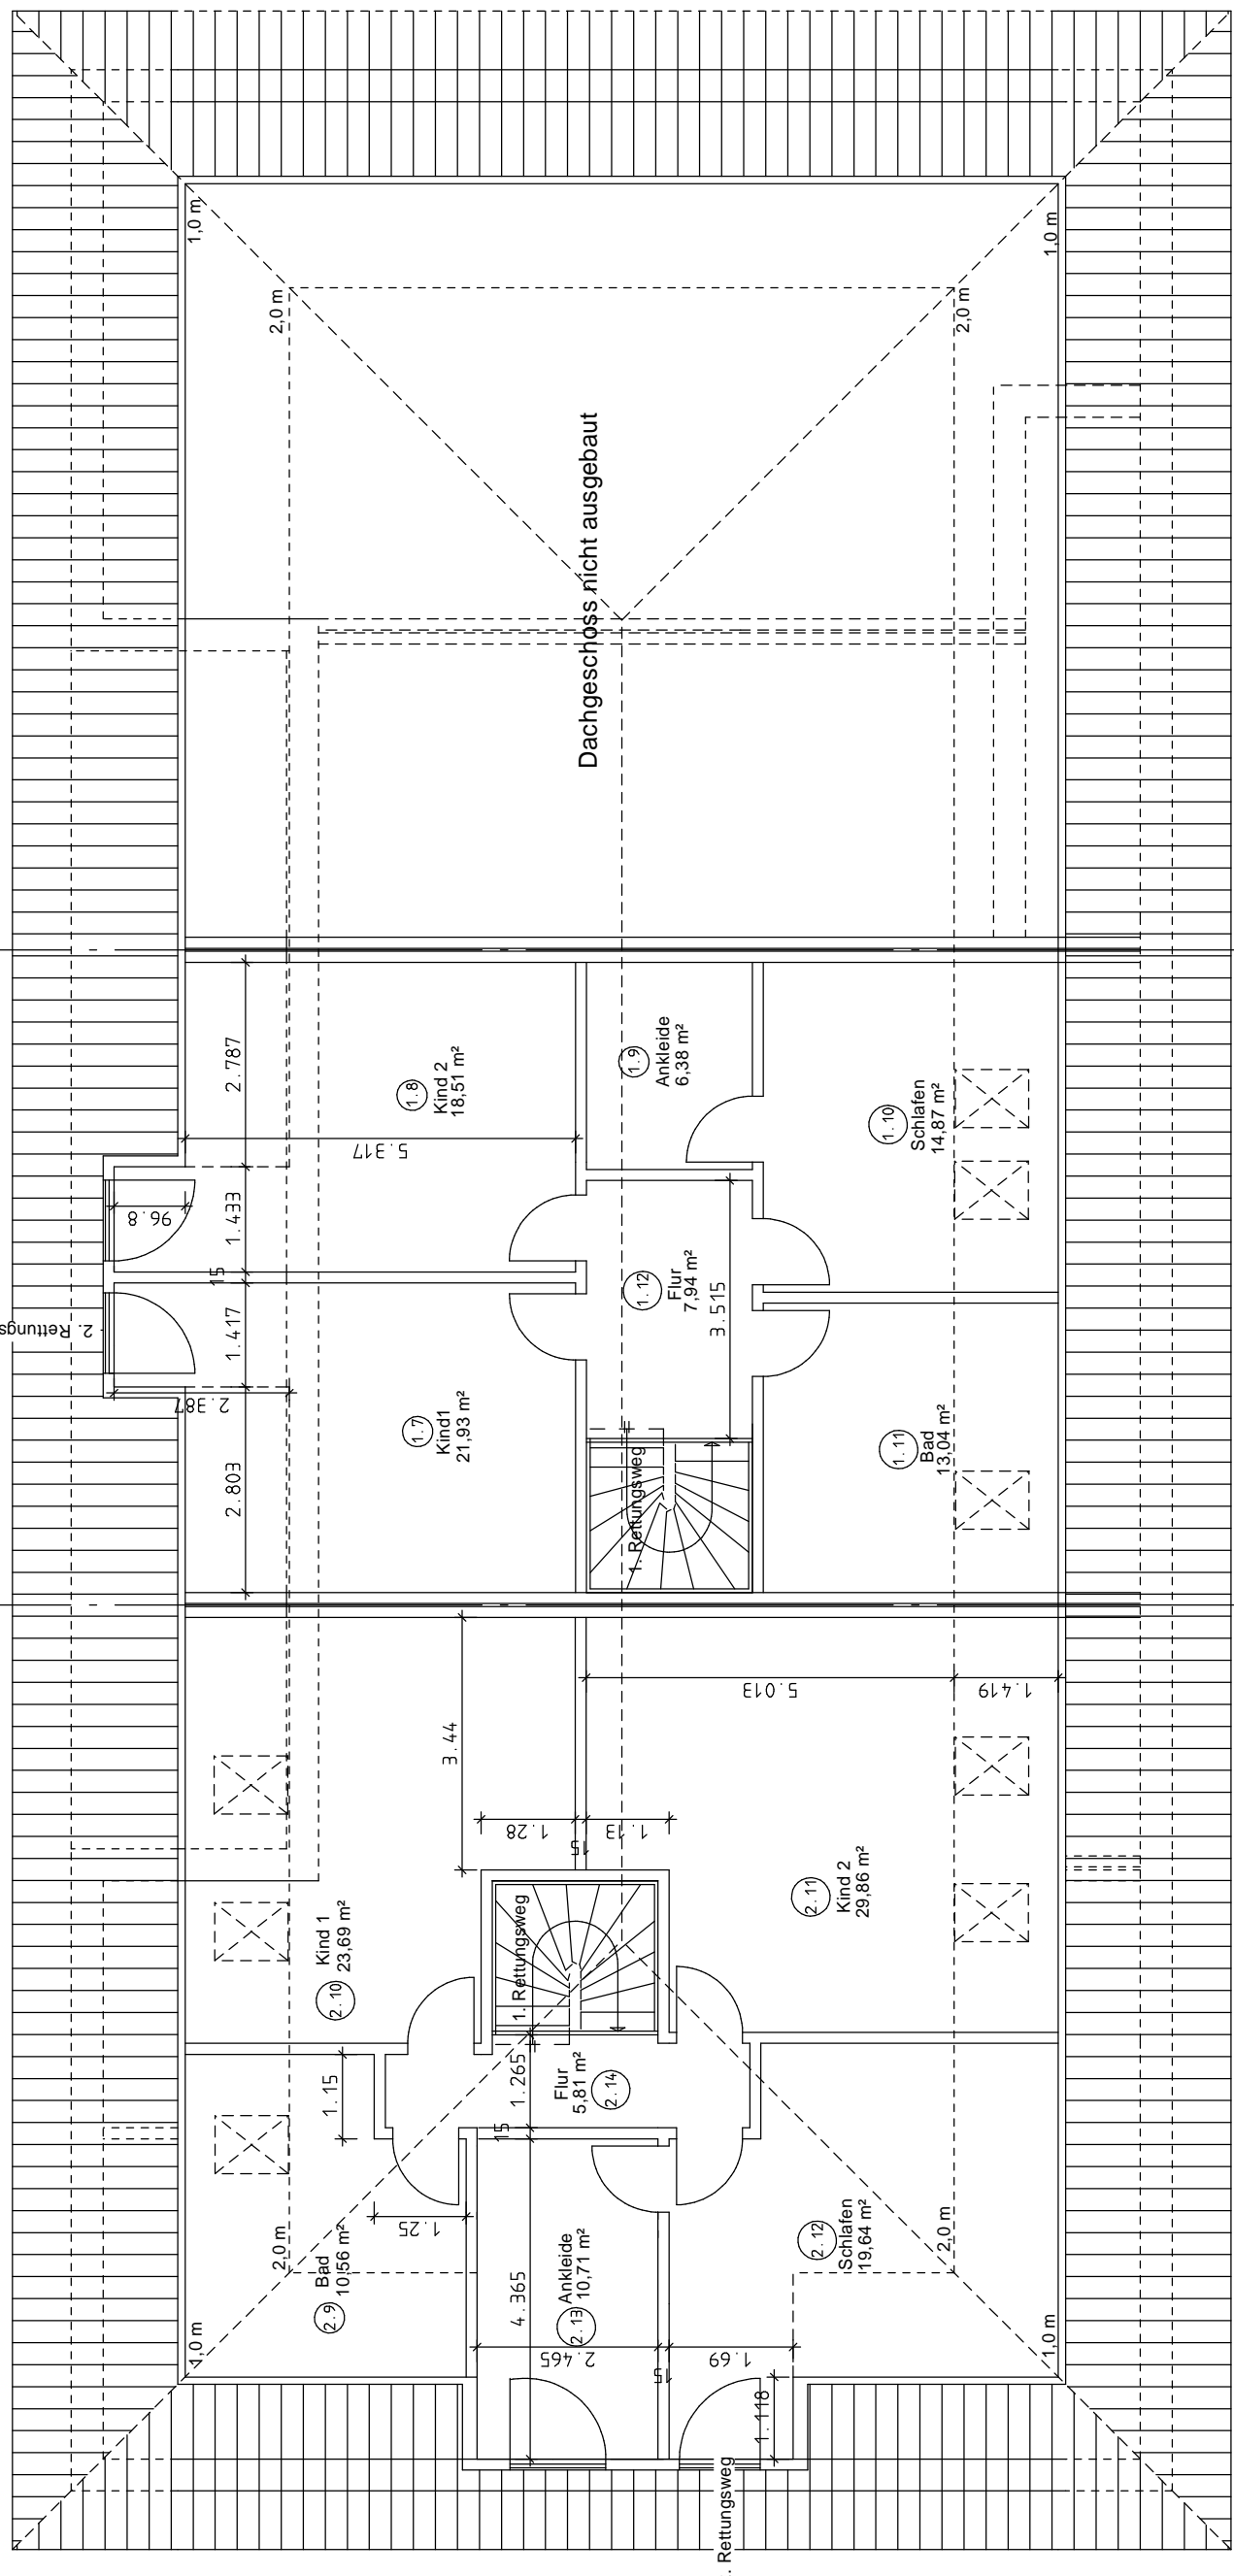 1,0 m
1,0 m
2,0 m
2,0 m
Dachgeschoss nicht ausgebaut
2.787
1.8
Kind 2
18,51 m²
1.9
Ankleide
6,38 m²
1.10
Schlafen
14,87 m²
5.317
96.8
1.433
15
1.12
Flur
7,94 m²
3.515
2. Rettungs
1.417
2.387
1.7
Kind1
21,93 m²
2.803
1. Rettungsweg
1.11
Bad
13,04 m²
3.44
5.013
1.419
1.28
15
1.13
2.10
Kind 1
23,69 m²
1. Rettungsweg
2.11
Kind 2
29,86 m²
1.15
1.265
15
Flur
5,81 m²
2.14
1.25
2,0 m
2.9
Bad
10,56 m²
4.365
2.13
Ankleide
10,71 m²
2.12
Schlafen
19,64 m²
2,0 m
1,0 m
2.465
15
1.69
1.118
1,0 m
. Rettungsweg